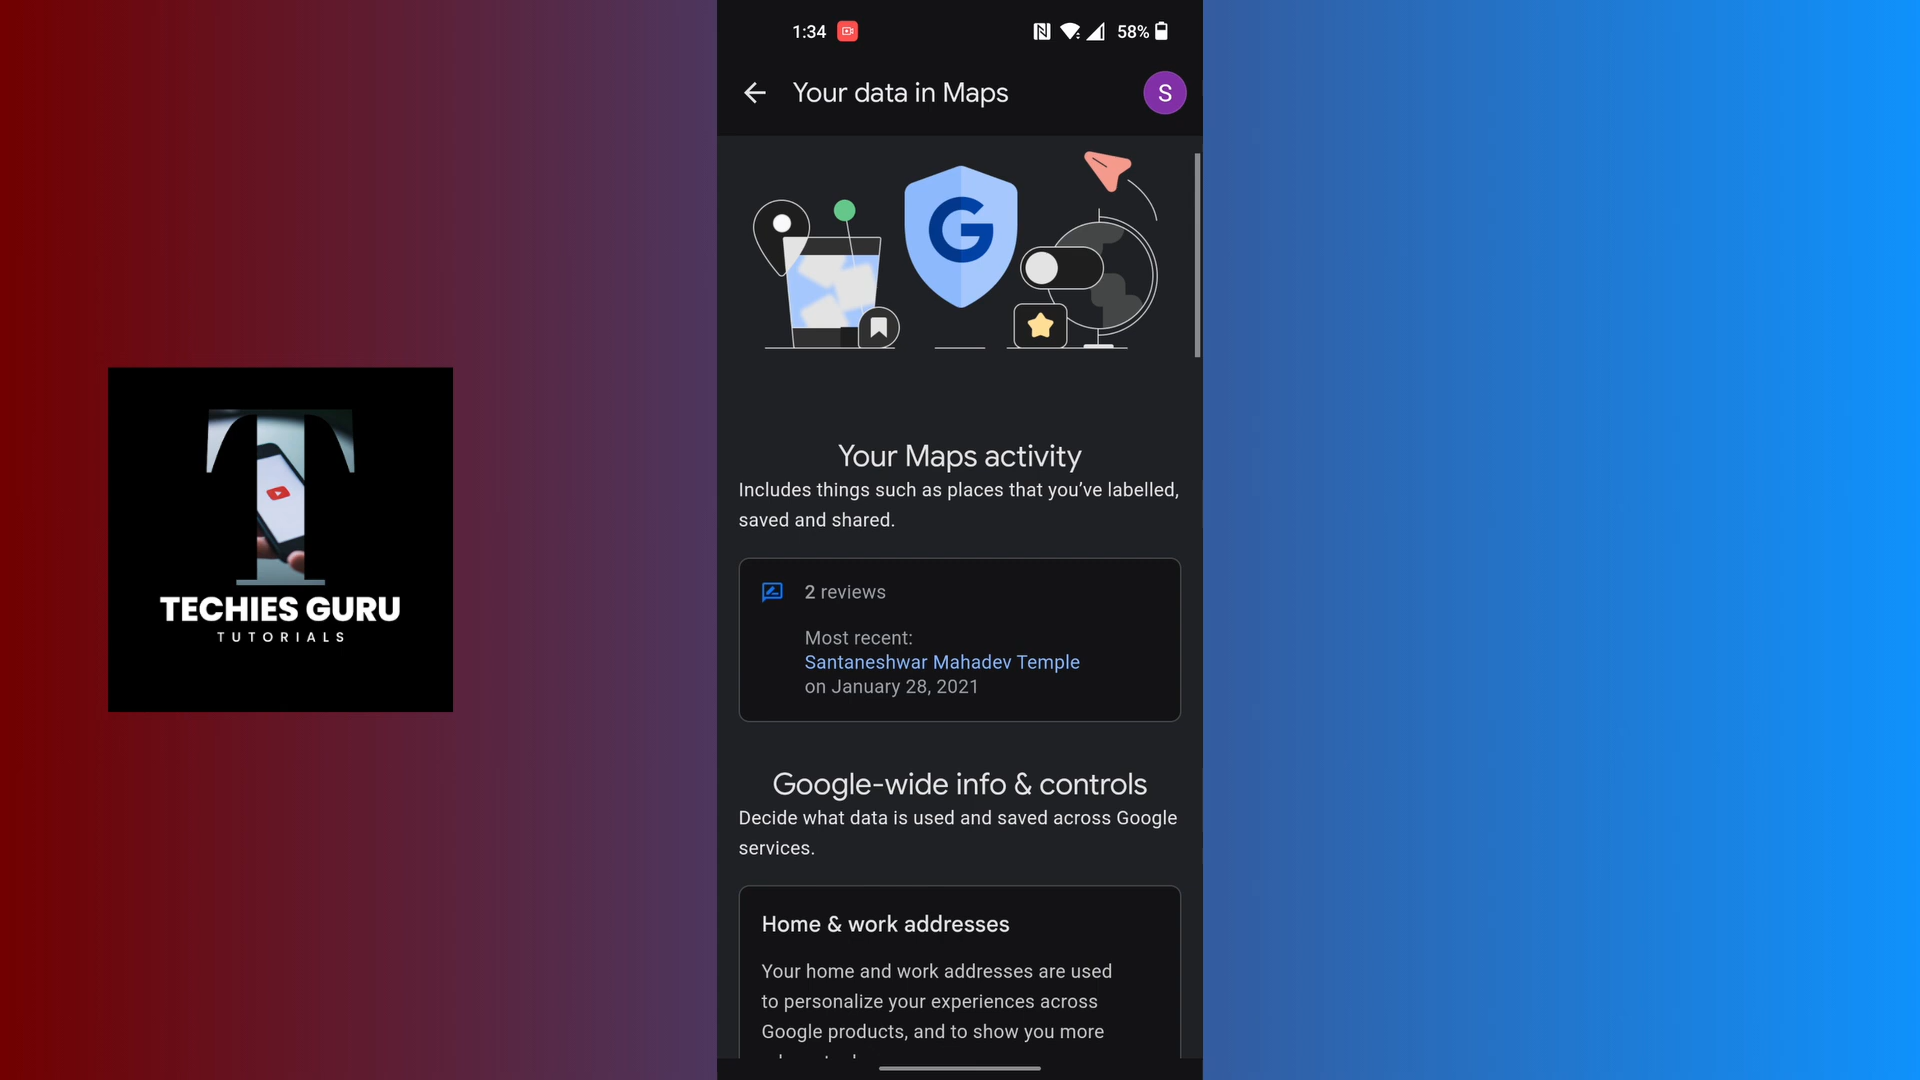 1:34
58%
Your data in Maps
S
G
Your Maps activity
Includes things such as places that you’ve labelled,
saved and shared.
2 reviews
Most recent:
Santaneshwar Mahadev Temple
on January 28, 2021
Google-wide info & controls
Decide what data is used and saved across Google
services.
Home & work addresses
Your home and work addresses are used
to personalize your experiences across
Google products, and to show you more
T
TECHIES GURU
TUTORIALS